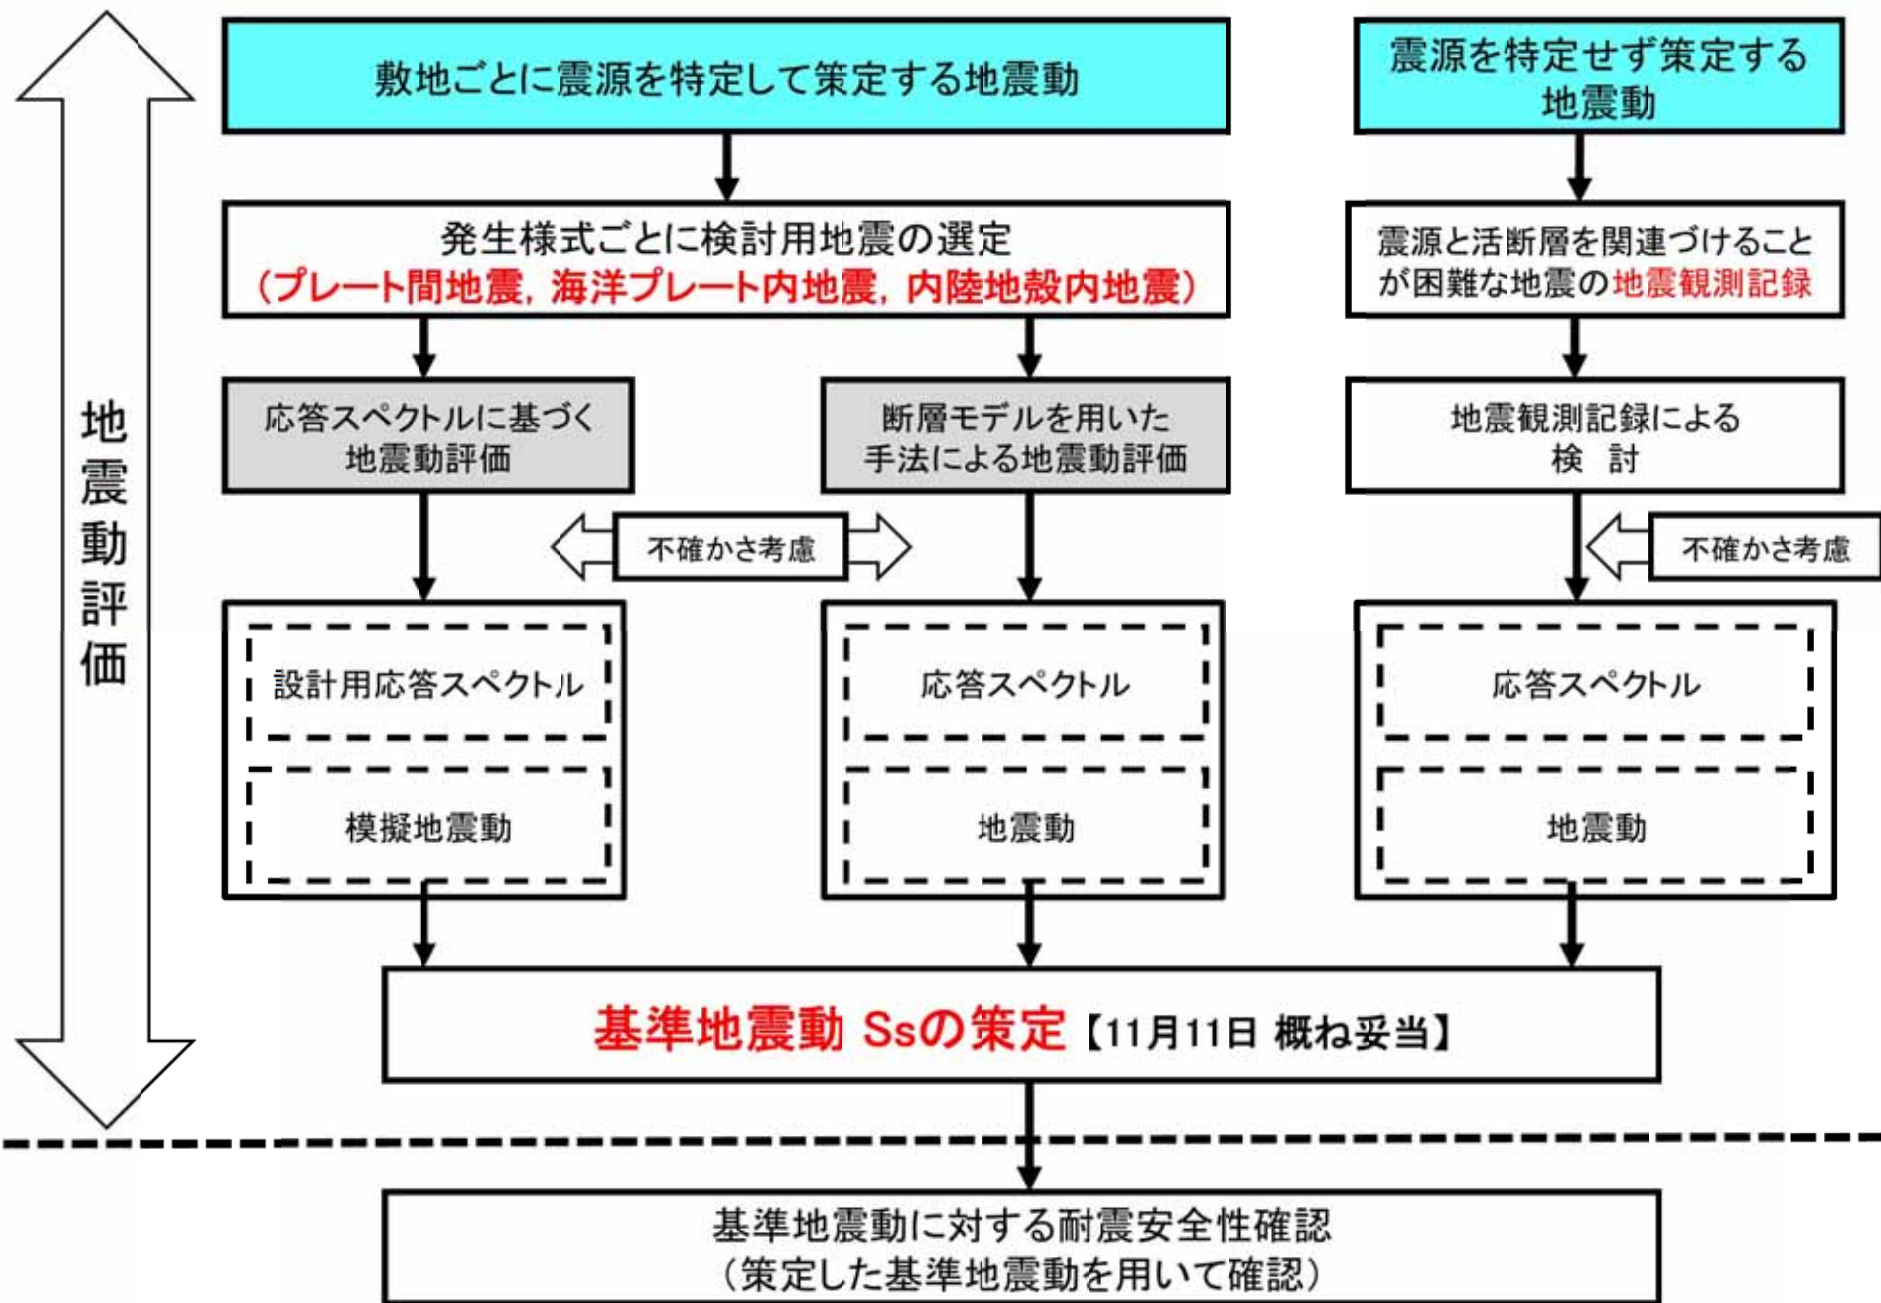 敷地ごとに震源を特定して策定する地震動
震源を特定せず策定する
地震動
発生様式ごとに検討用地震の選定
（プレート間地震, 海洋プレート内地震, 内陸地殻内地震）
震源と活断層を関連づけること
が困難な地震の地震観測記録
地震動評価
応答スペクトルに基づく
地震動評価
断層モデルを用いた
手法による地震動評価
地震観測記録による
検　討
不確かさ考慮
不確かさ考慮
設計用応答スペクトル
模擬地震動
応答スペクトル
地震動
応答スペクトル
地震動
基準地震動 Ssの策定【11月11日 概ね妥当】
基準地震動に対する耐震安全性確認
（策定した基準地震動を用いて確認）